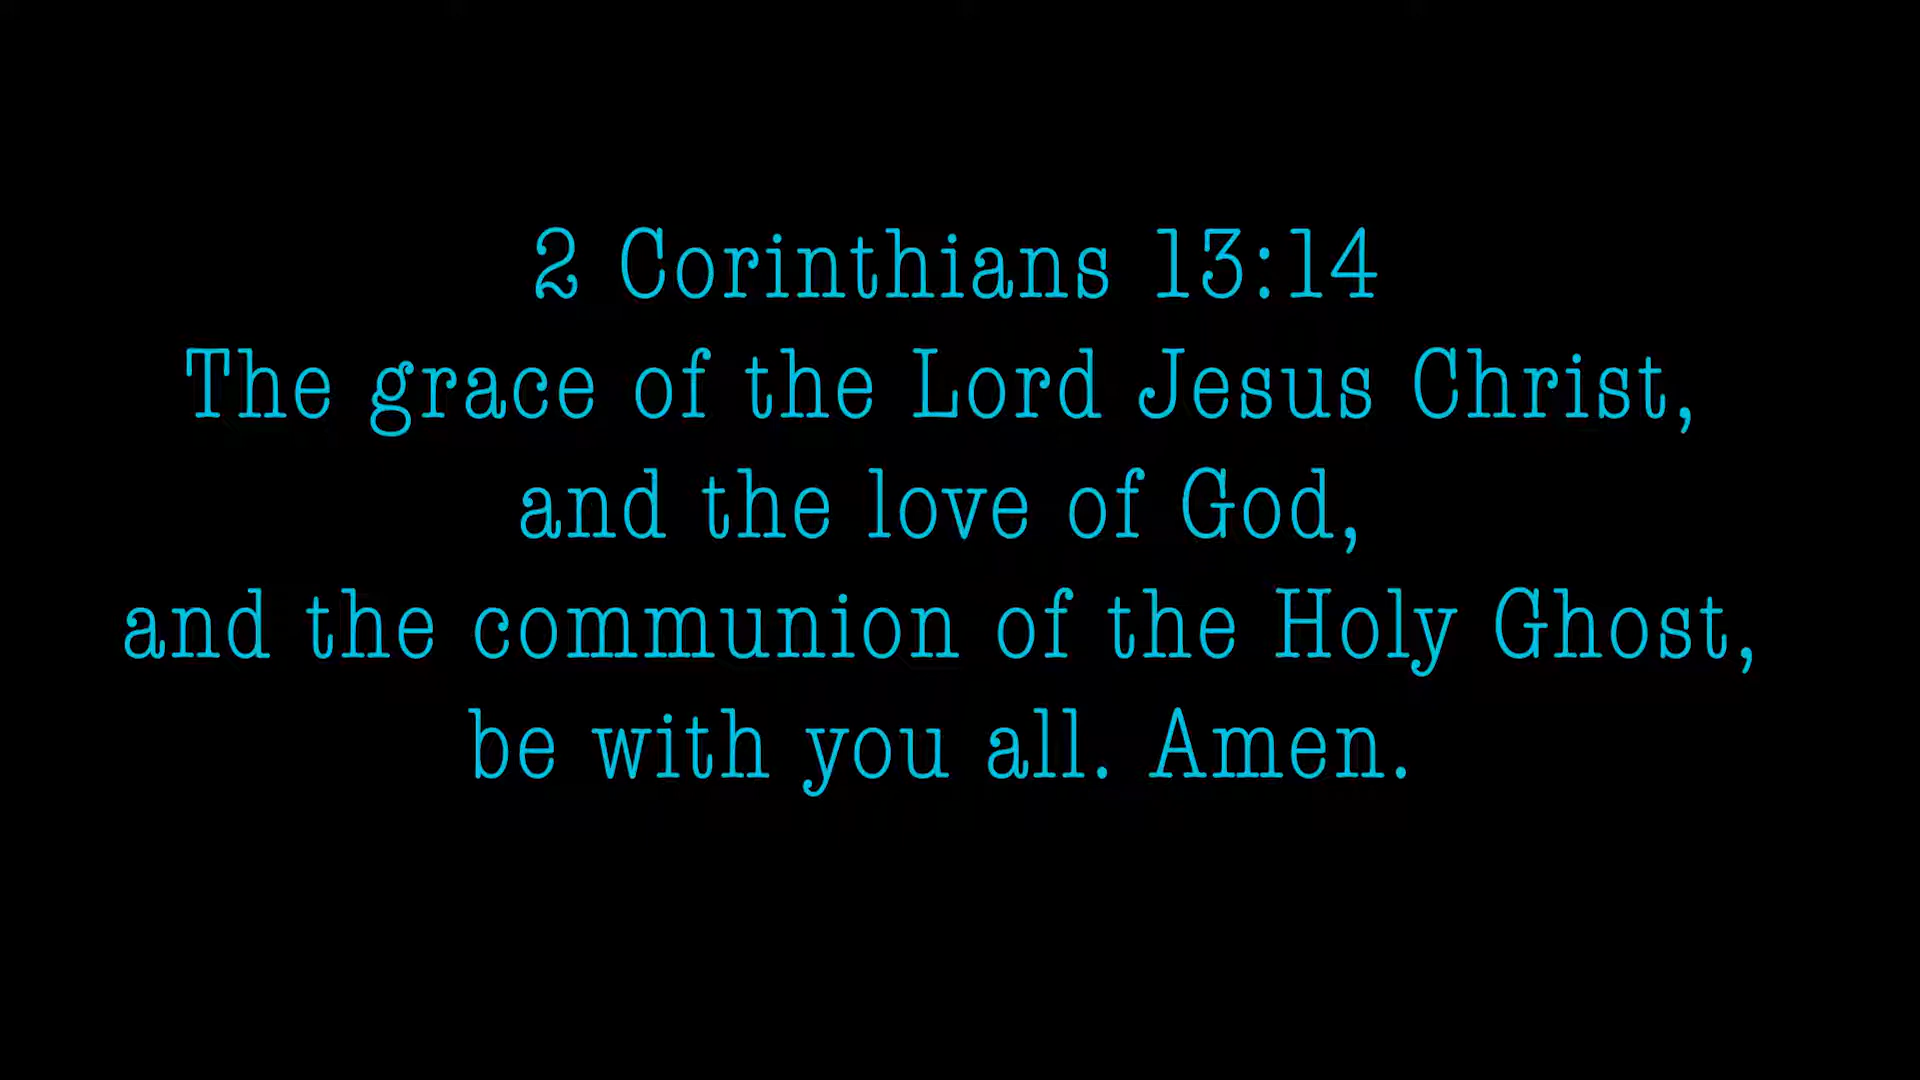 2 Corinthians 13:14
The grace of the Lord Jesus Christ,
and the love of God,
and the communion of the Holy Ghost,
be with you all. Amen.